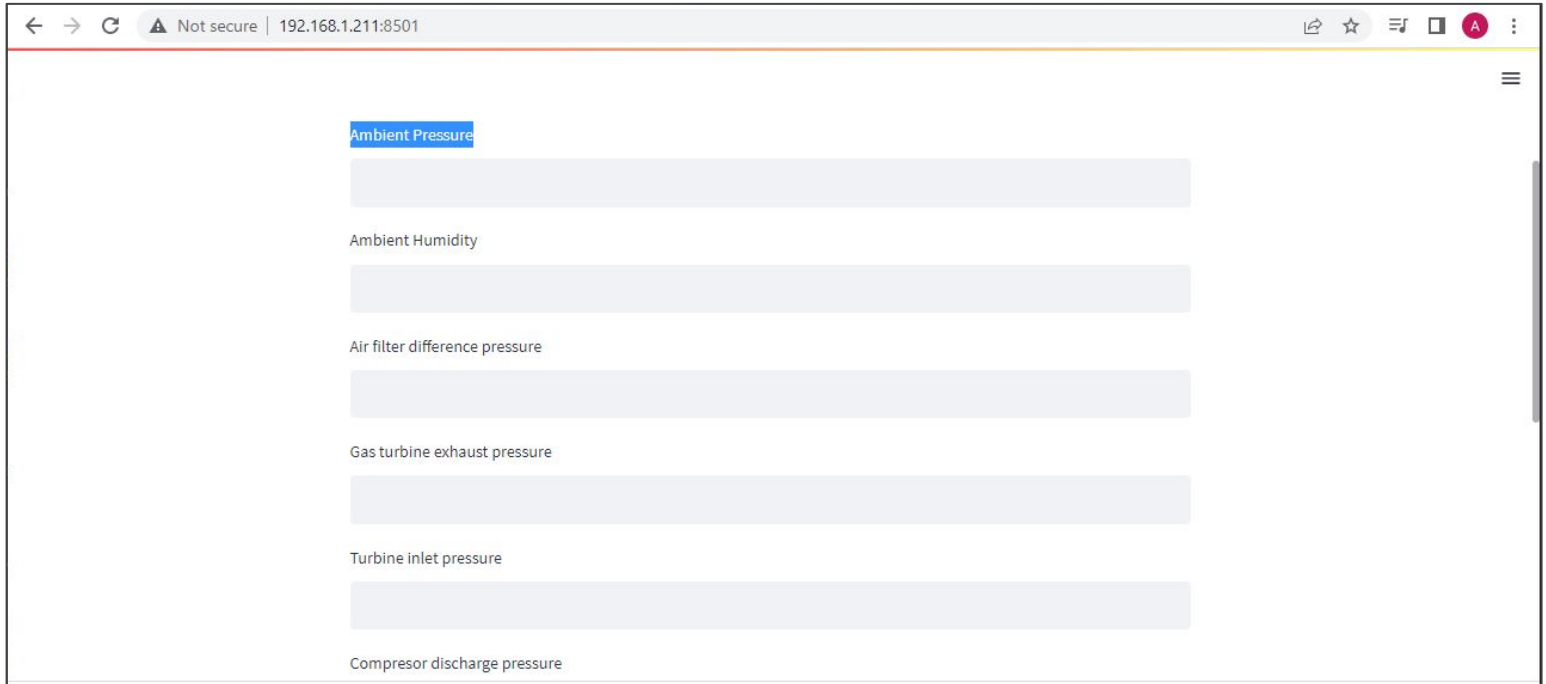 Not secure | 192.168.1.211:8501
A
Ambient Pressure
Ambient Humidity
Air filter difference pressure
Gas turbine exhaust pressure
Turbine inlet pressure
Compresor discharge pressure